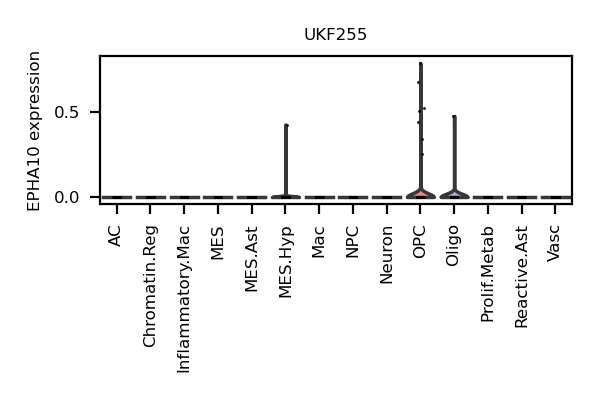 UKF255
EPHA10 expression
0.5
0.0
AC
Chromatin.Reg
Inflammatory.Mac
MES
MES.Ast
MES.Hyp
Mac
NPC
Neuron
OPC
Oligo
Prolif.Metab
Reactive.Ast
Vasc